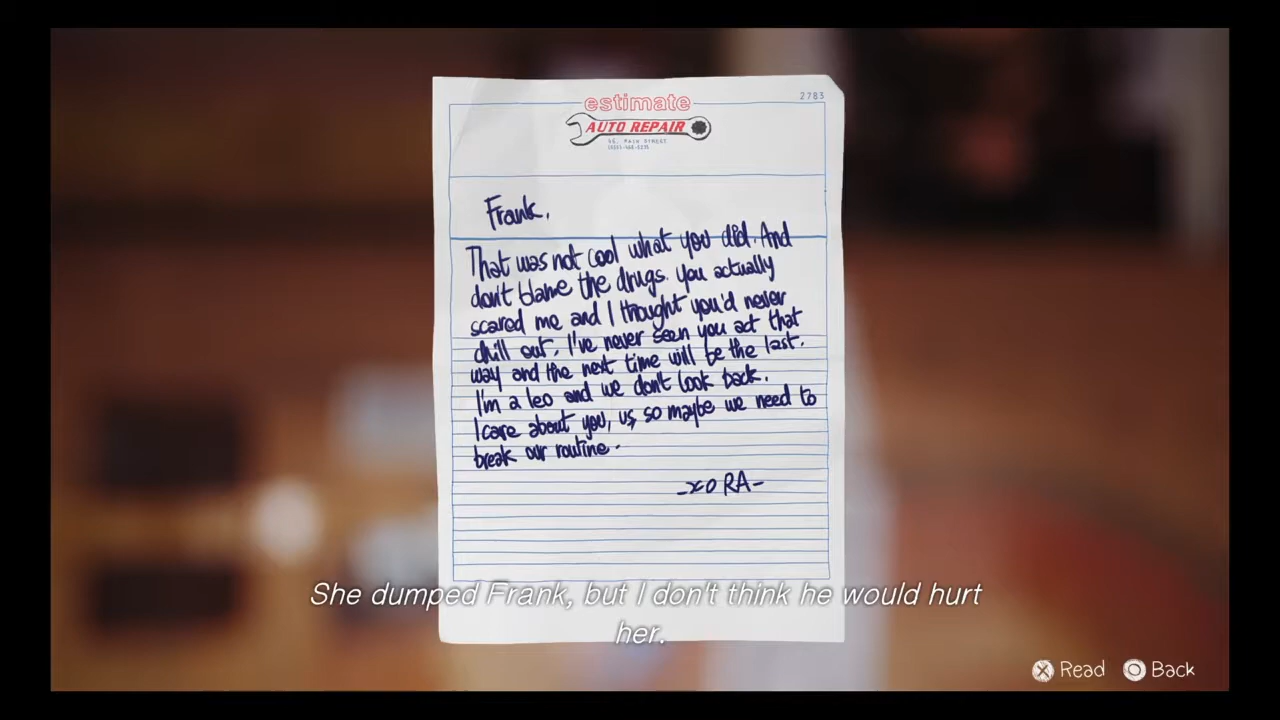 2783
estimate
AUTO REPAIR
45, MAIN STREET
Frank,
That was not cool what you did. And
don't blame the drugs. You actually
scared me and I thought you'd never
chill out. I've never seen you act that
way and the next time will be the last.
I'm a leo and we don't look back.
I care about you, us, so maybe we need to
break our routine.
-xo RA-
She dumped Frank, but I don't think he would hurt
her.
Read Back